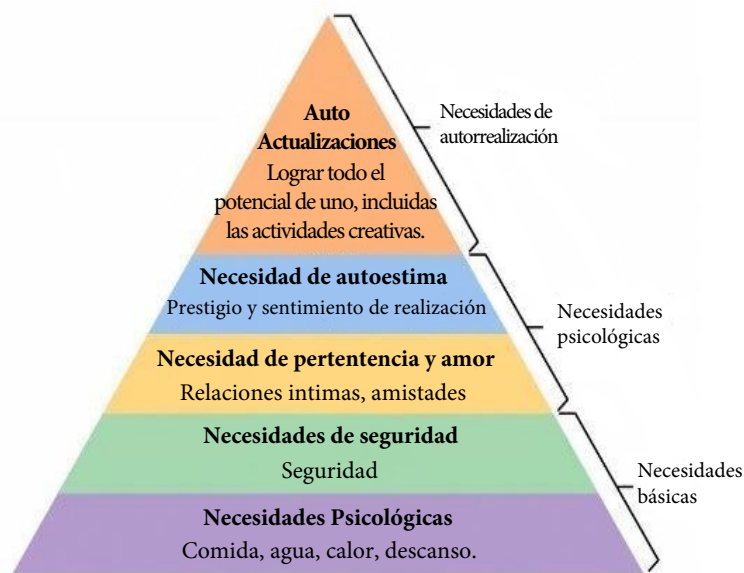 Auto
Actualizaciones
Lograr todo el
potencial de uno, incluidas
las actividades creativas.
Necesidades de
autorrealización
Necesidad de autoestima
Prestigio y sentimiento de realización
Necesidades
psicológicas
Necesidad de pertentencia y amor
Relaciones intimas, amistades
Necesidades de seguridad
Seguridad
Necesidades
básicas
Necesidades Psicológicas
Comida, agua, calor, descanso.